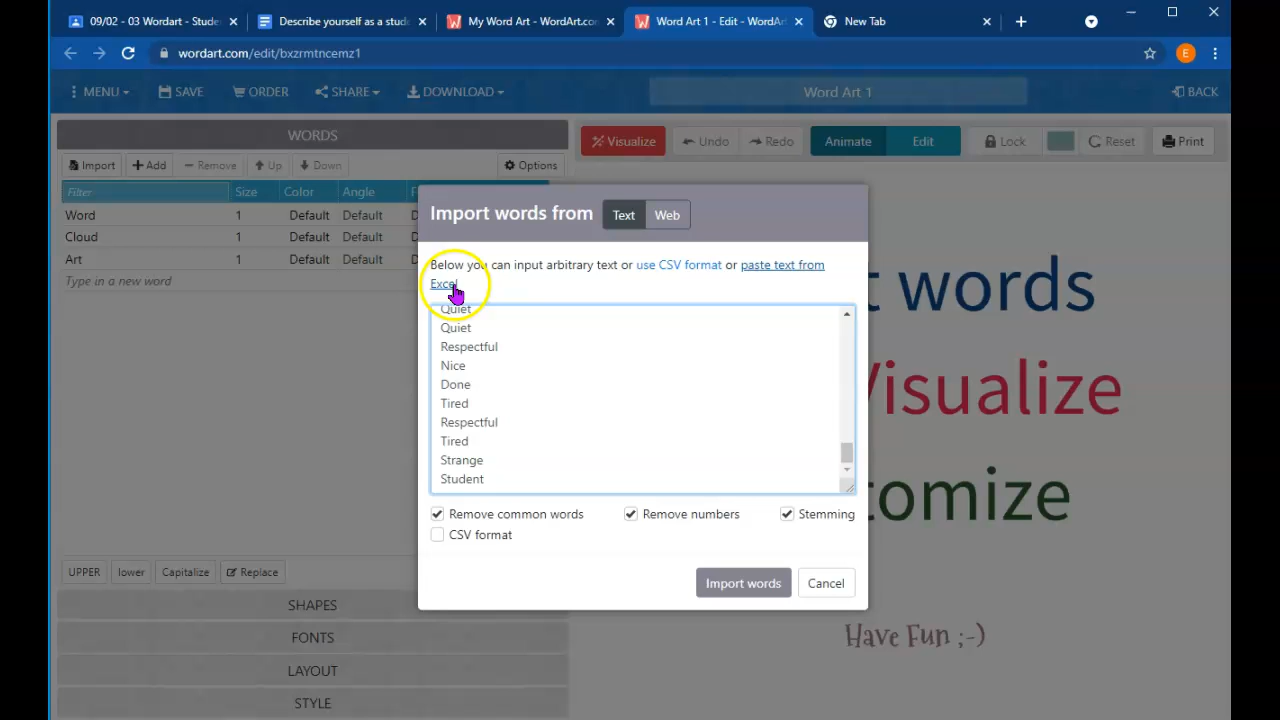 09/02 - 03 Wordart - Stude
Describe yourself as a stude
My Word Art - WordArt.co
Word Art 1 - Edit - WordAr
New Tab
wordart.com/edit/bxzrmtncemz1
E
MENU
SAVE
ORDER
SHARE
DOWNLOAD
Word Art 1
BACK
WORDS
Visualize
Undo
Redo
Animate
Edit
Lock
Reset
Print
Import
Add
Remove
Up
Down
Options
Filter
Size
Color
Angle
F
Word
1
Default
Default
D
Cloud
1
Default
Default
D
Art
1
Default
Default
D
Type in a new word
Import words from
Text
Web
Below you can input arbitrary text or use CSV format or paste text from
Excel
Quiet
Quiet
Respectful
Nice
Done
Tired
Respectful
Tired
Strange
Student
Remove common words
Remove numbers
Stemming
CSV format
Import words
Cancel
t words
Visualize
tomize
Have Fun ;-)
UPPER
lower
Capitalize
Replace
SHAPES
FONTS
LAYOUT
STYLE